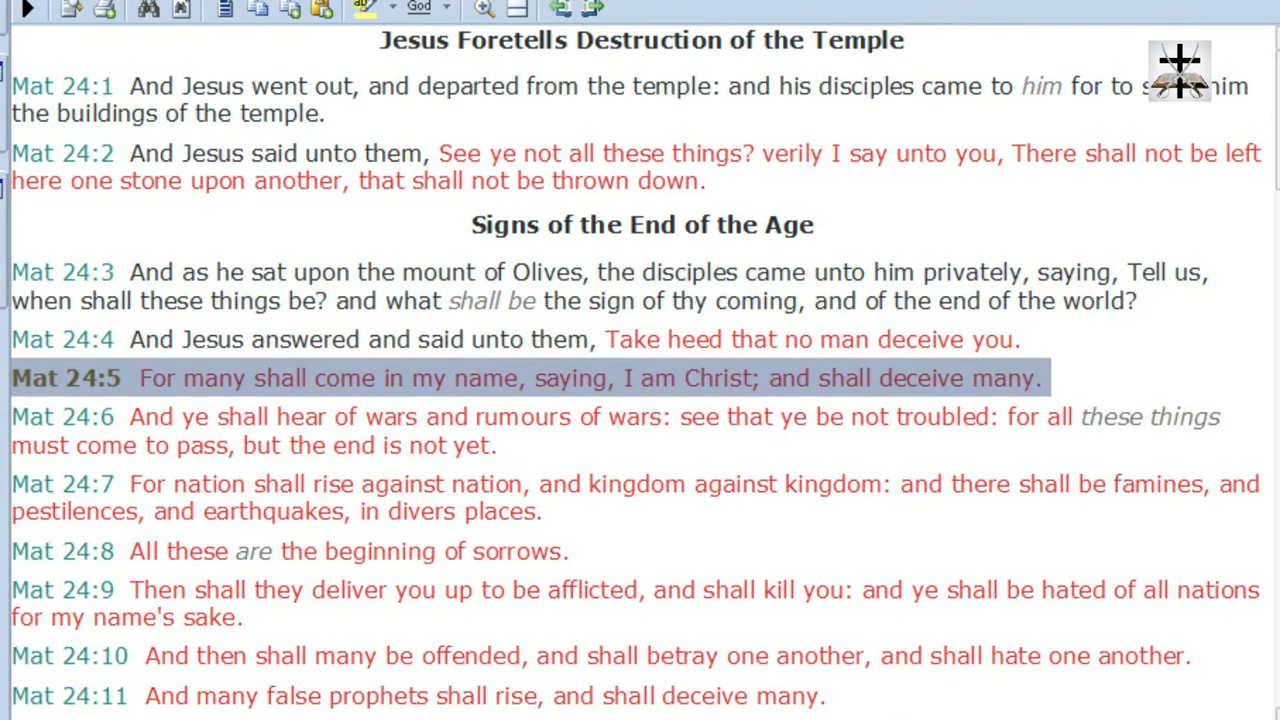 God
Jesus Foretells Destruction of the Temple
Mat 24:1 And Jesus went out, and departed from the temple: and his disciples came to him for to him
the buildings of the temple.
Mat 24:2 And Jesus said unto them, See ye not all these things? verily I say unto you, There shall not be left
here one stone upon another, that shall not be thrown down.
Signs of the End of the Age
Mat 24:3 And as he sat upon the mount of Olives, the disciples came unto him privately, saying, Tell us,
when shall these things be? and what shall be the sign of thy coming, and of the end of the world?
Mat 24:4 And Jesus answered and said unto them, Take heed that no man deceive you.
Mat 24:5 For many shall come in my name, saying, I am Christ; and shall deceive many.
Mat 24:6 And ye shall hear of wars and rumours of wars: see that ye be not troubled: for all these things
must come to pass, but the end is not yet.
Mat 24:7 For nation shall rise against nation, and kingdom against kingdom: and there shall be famines, and
pestilences, and earthquakes, in divers places.
Mat 24:8 All these are the beginning of sorrows.
Mat 24:9 Then shall they deliver you up to be afflicted, and shall kill you: and ye shall be hated of all nations
for my name's sake.
Mat 24:10 And then shall many be offended, and shall betray one another, and shall hate one another.
Mat 24:11 And many false prophets shall rise, and shall deceive many.